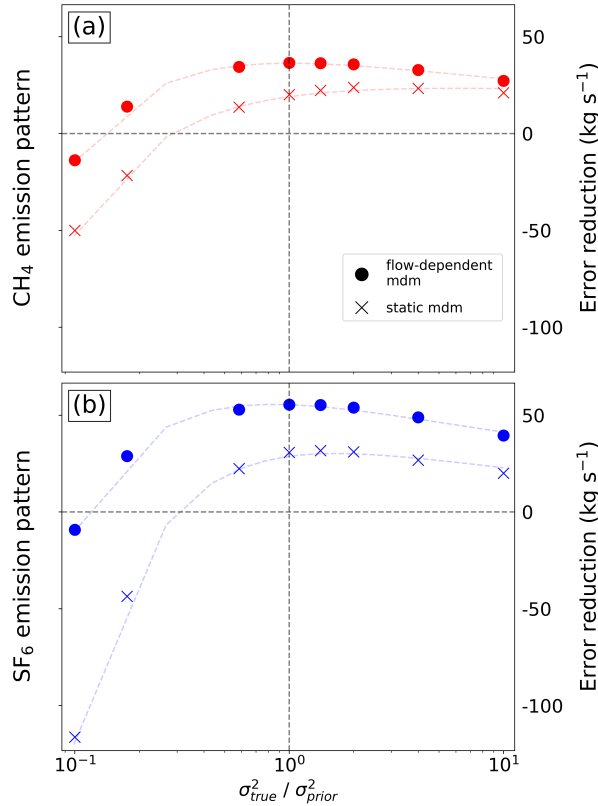 (a)
CH₄ emission pattern
50
0
-50
-100
Error reduction (kg s⁻¹)
flow-dependent
mdm
static mdm
(b)
SF₆ emission pattern
50
0
-50
-100
Error reduction (kg s⁻¹)
10⁻¹
10⁰
10¹
σ²true / σ²prior